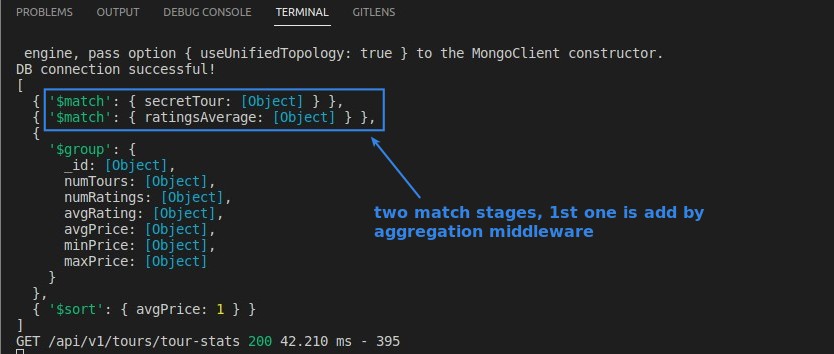 PROBLEMS OUTPUT DEBUG CONSOLE TERMINAL GITLENS
engine, pass option { useUnifiedTopology: true } to the MongoClient constructor.
DB connection successful!
[
  { '$match': { secretTour: [Object] } },
  { '$match': { ratingsAverage: [Object] } },
  {
    '$group': {
      _id: [Object],
      numTours: [Object],
      numRatings: [Object],
      avgRating: [Object],
      avgPrice: [Object],
      minPrice: [Object],
      maxPrice: [Object]
    }
  },
  { '$sort': { avgPrice: 1 } }
]
GET /api/v1/tours/tour-stats 200 42.210 ms - 395
two match stages, 1st one is add by
aggregation middleware